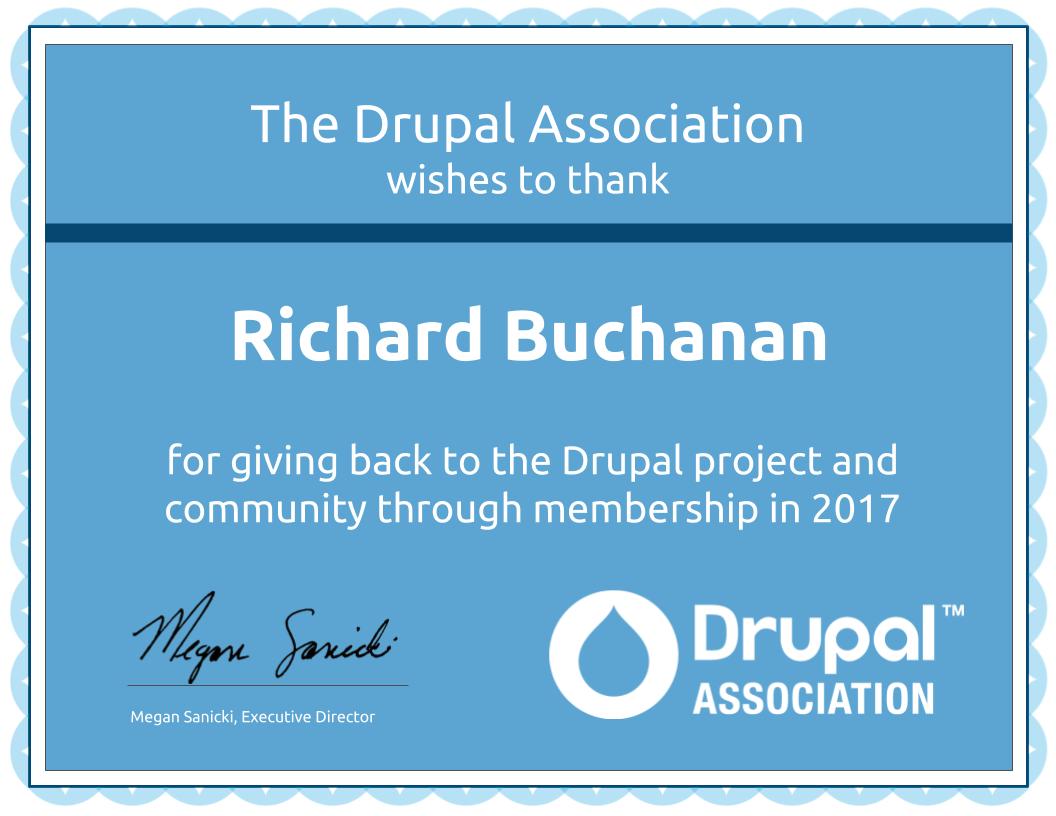 The Drupal Association
wishes to thank
Richard Buchanan
for giving back to the Drupal project and
community through membership in 2017
Megan Sanicki
Megan Sanicki, Executive Director
Drupal™
ASSOCIATION